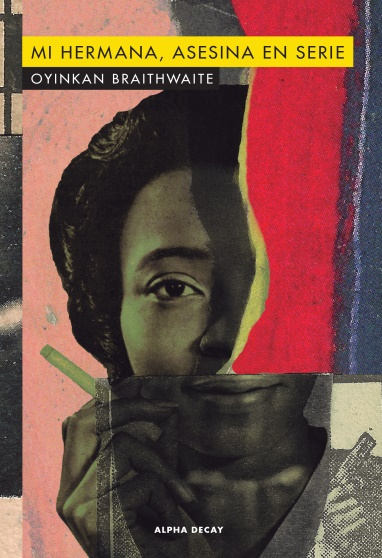 MI HERMANA, ASESINA EN SERIE
OYINKAN BRAITHWAITE
ALPHA DECAY